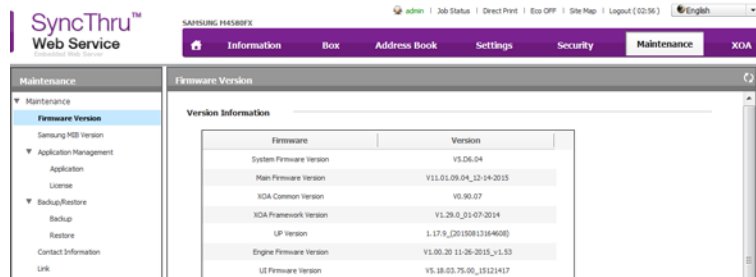 SyncThru™
Web Service
Embedded Web Server
SAMSUNG M4580FX
admin | Job Status | Direct Print | Eco OFF | Site Map | Logout ( 02:56 ) English
Information Box Address Book Settings Security Maintenance XOA
Maintenance
Firmware Version
Maintenance
Firmware Version
Samsung MIB Version
Application Management
Application
License
Backup/Restore
Backup
Restore
Contact Information
Link
Version Information
Firmware Version
System Firmware Version V5.D6.04
Main Firmware Version V11.01.09.04_12-14-2015
XOA Common Version V0.90.07
XOA Framework Version V1.29.0_01-07-2014
UP Version 1.17.9_(20150813164608)
Engine Firmware Version V1.00.20 11-26-2015_v1.53
UI Firmware Version V5.18.03.75.00_15121417